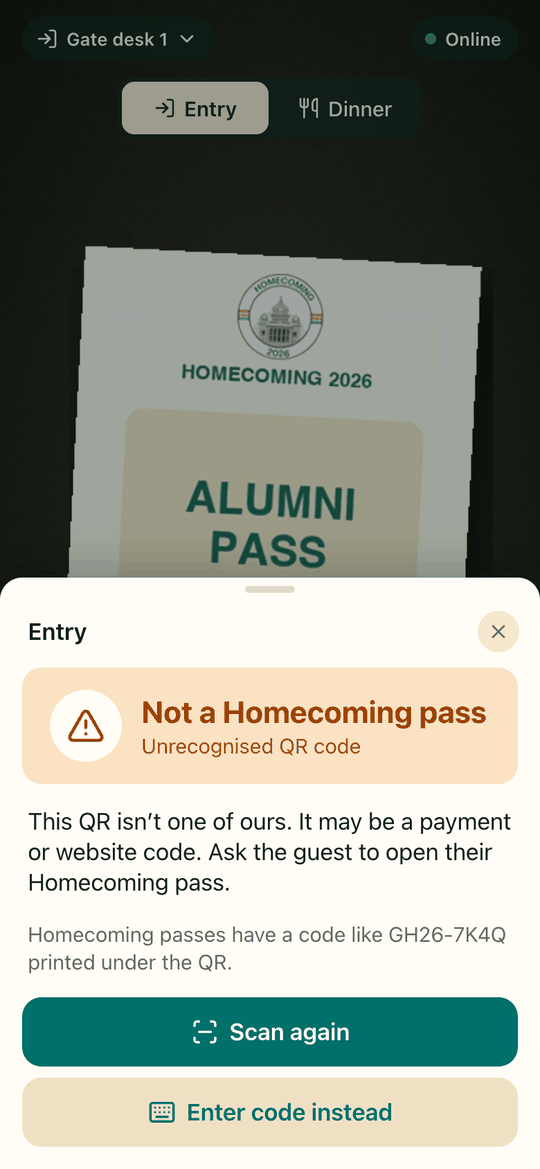 Gate desk 1
Online
Entry
Dinner
HOMECOMING
2026
HOMECOMING 2026
ALUMNI
PASS
Entry
Not a Homecoming pass
Unrecognised QR code
This QR isn’t one of ours. It may be a payment
or website code. Ask the guest to open their
Homecoming pass.
Homecoming passes have a code like GH26-7K4Q
printed under the QR.
Scan again
Enter code instead